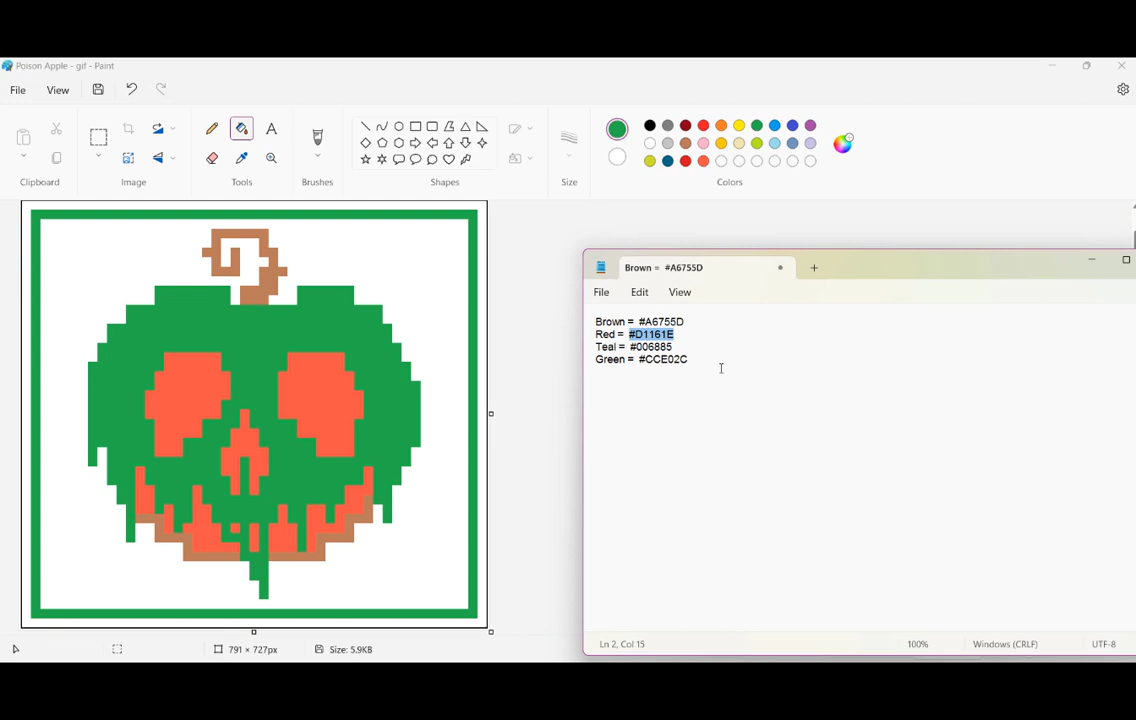 Poison Apple - gif - Paint
File View
Clipboard Image Tools Brushes Shapes Size Colors
Brown = #A6755D
File Edit View
Brown = #A6755D
Red = #D1161E
Teal = #006885
Green = #CCE02C
Ln 2, Col 15 100% Windows (CRLF) UTF-8
791 × 727px Size: 5.9KB